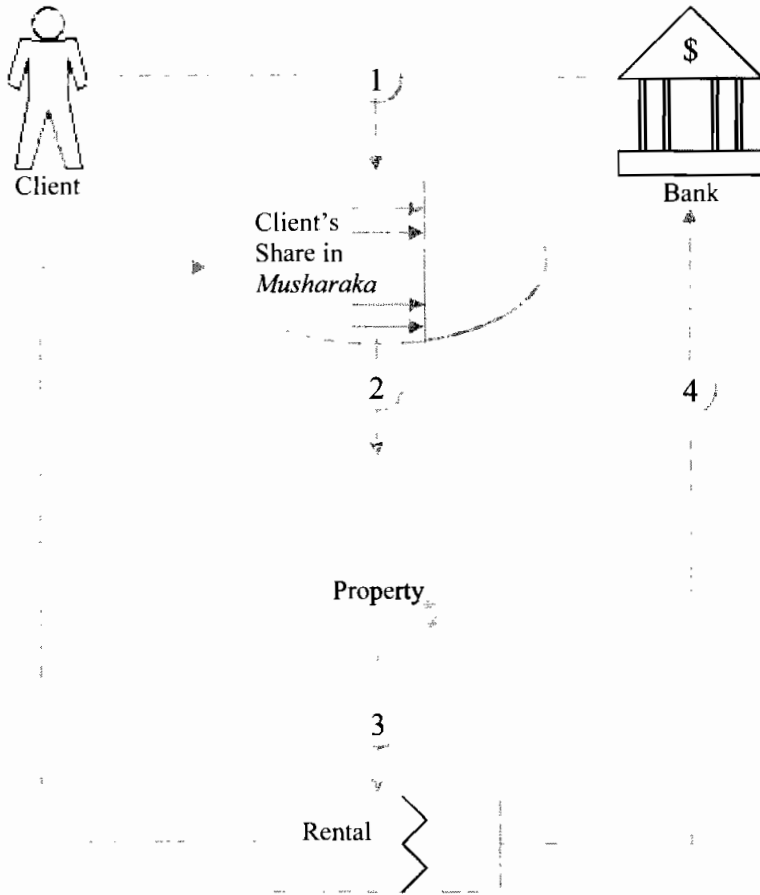 $
1
Client
Bank
Client's
Share in
Musharaka
2
4
Property
3
Rental